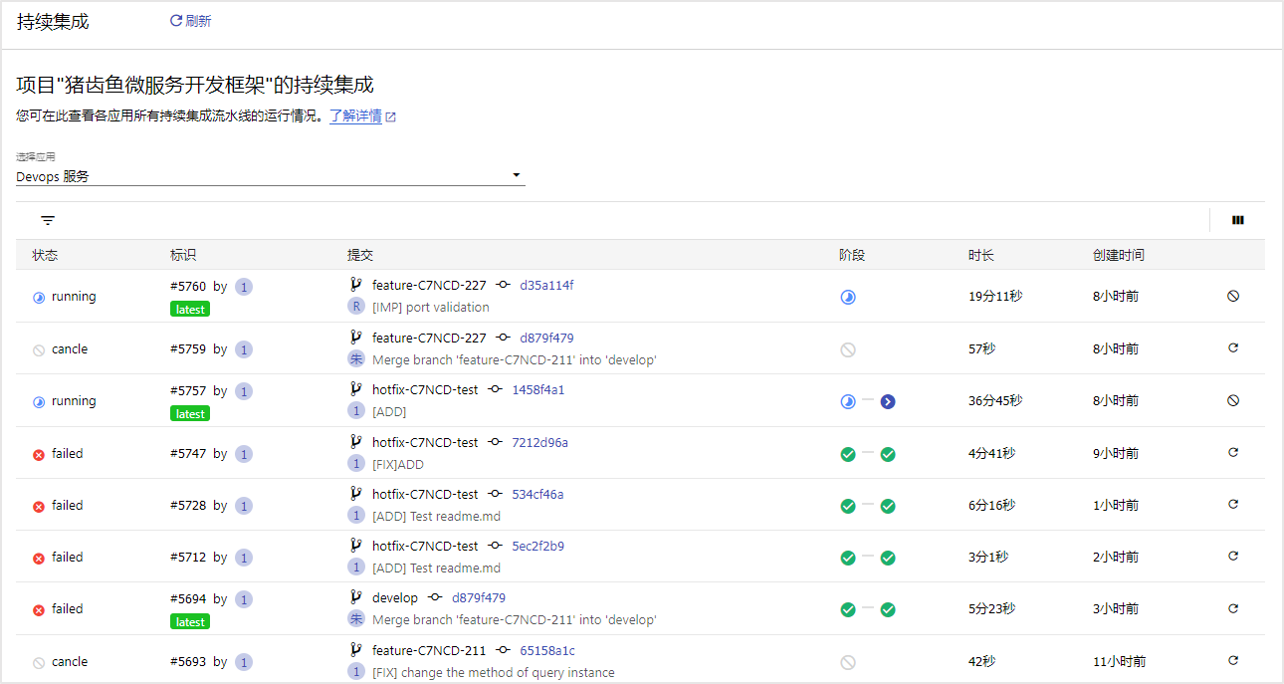 持续集成 刷新
项目"猪齿鱼微服务开发框架"的持续集成
您可在此查看各应用所有持续集成流水线的运行情况。了解详情
选择应用
Devops 服务
状态 标识 提交 阶段 时长 创建时间
running #5760 by 1 feature-C7NCD-227 d35a114f 19分11秒 8小时前
latest R [IMP] port validation
cancle #5759 by 1 feature-C7NCD-227 d879f479 57秒 8小时前
朱 Merge branch 'feature-C7NCD-211' into 'develop'
running #5757 by 1 hotfix-C7NCD-test 1458f4a1 36分45秒 8小时前
latest 1 [ADD]
failed #5747 by 1 hotfix-C7NCD-test 7212d96a 4分41秒 9小时前
1 [FIX]ADD
failed #5728 by 1 hotfix-C7NCD-test 534cf46a 6分16秒 1小时前
1 [ADD] Test readme.md
failed #5712 by 1 hotfix-C7NCD-test 5ec2f2b9 3分1秒 2小时前
1 [ADD] Test readme.md
failed #5694 by 1 develop d879f479 5分23秒 3小时前
latest 朱 Merge branch 'feature-C7NCD-211' into 'develop'
cancle #5693 by 1 feature-C7NCD-211 65158a1c 42秒 11小时前
1 [FIX] change the method of query instance